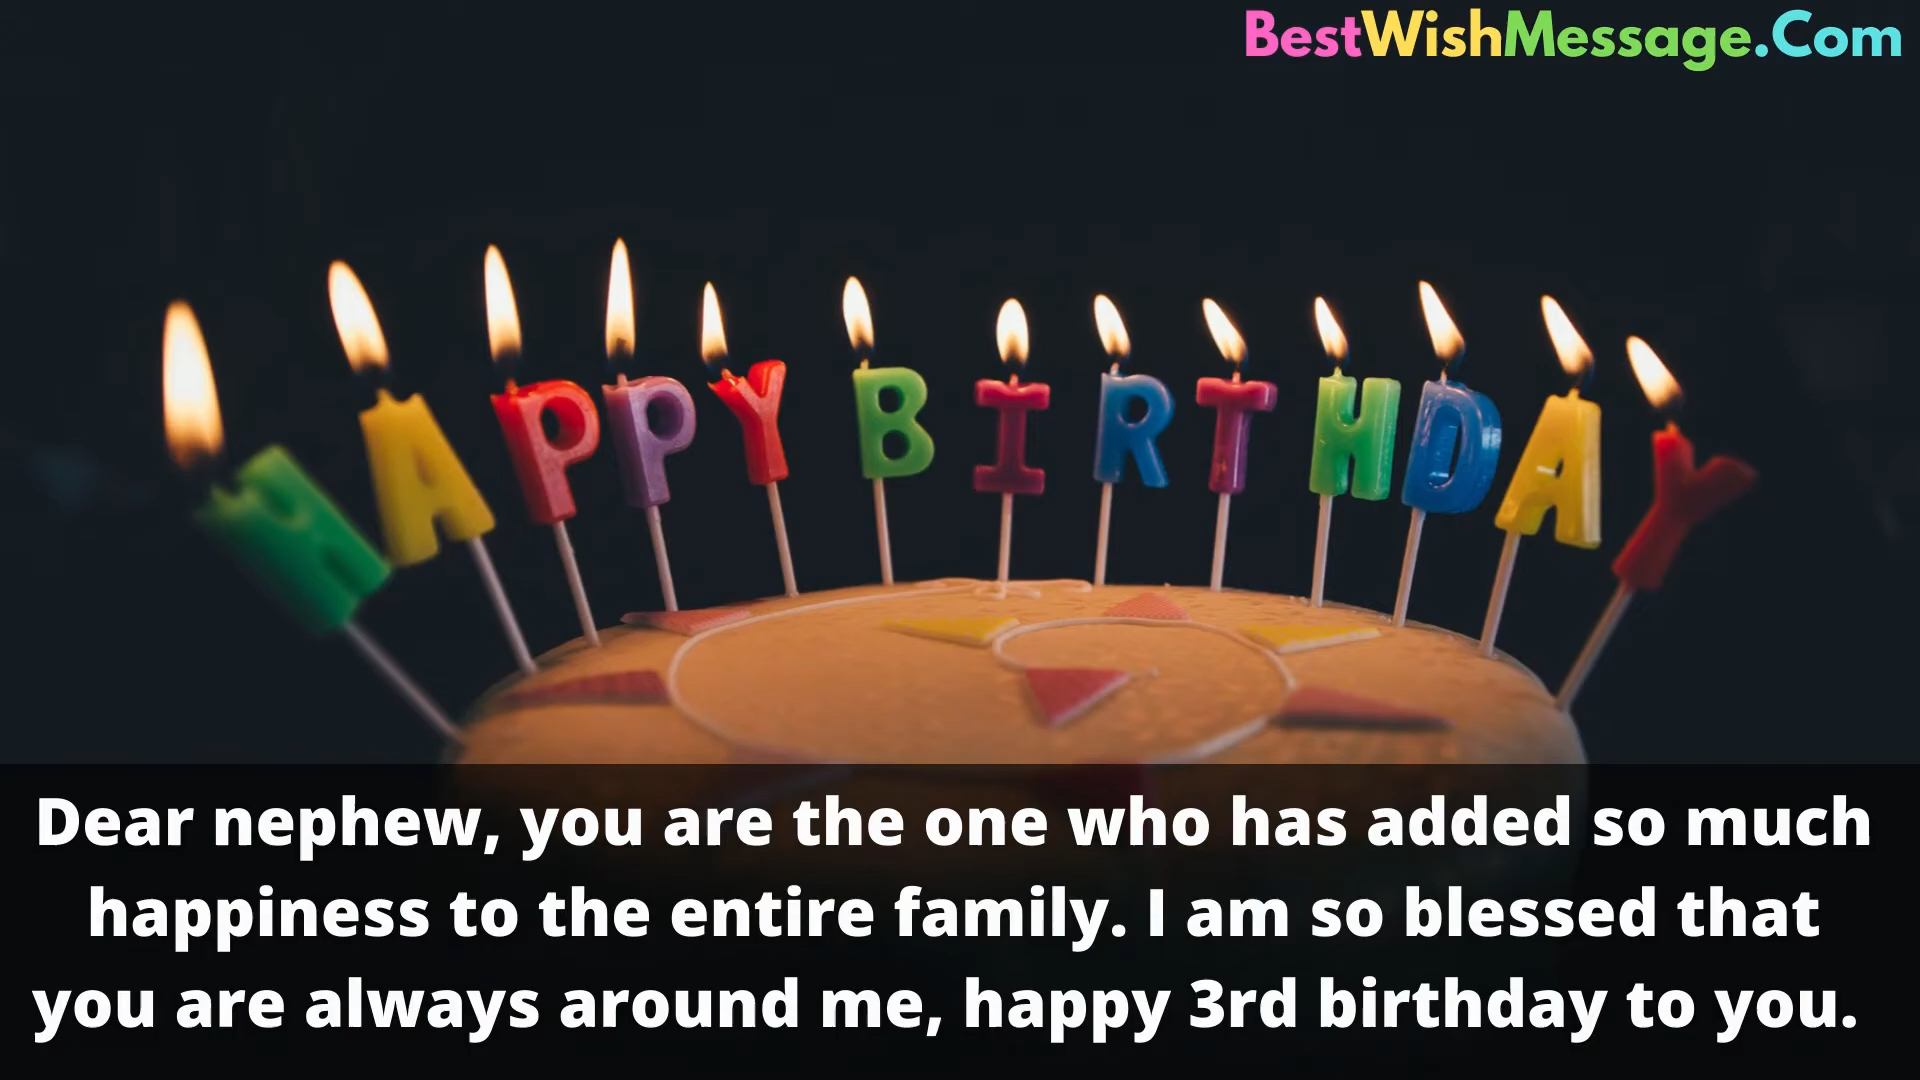 BestWishMessage.Com
HAPPY BIRTHDAY
Dear nephew, you are the one who has added so much
happiness to the entire family. I am so blessed that
you are always around me, happy 3rd birthday to you.